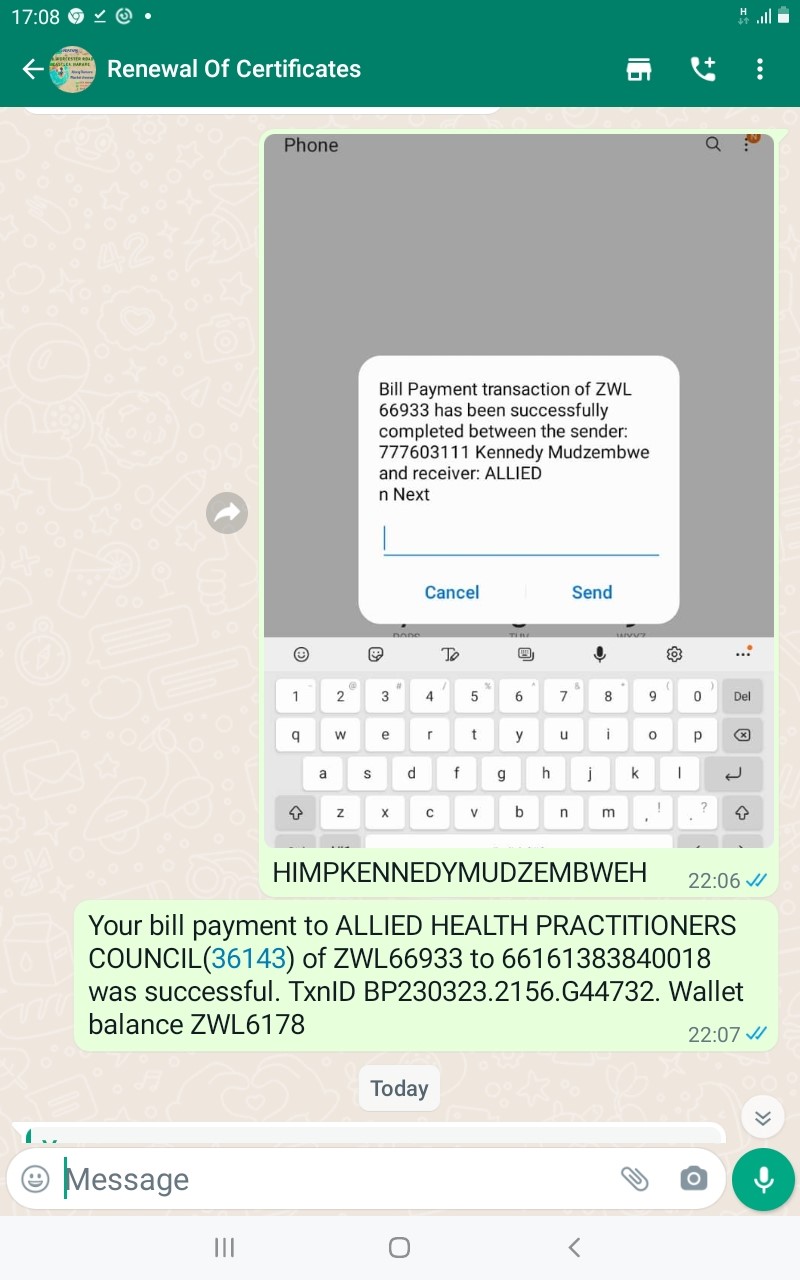 17:08
H
Renewal Of Certificates
Phone
N
Bill Payment transaction of ZWL
66933 has been successfully
completed between the sender:
777603111 Kennedy Mudzembwe
and receiver: ALLIED
n Next
Cancel Send
1 2 3 4 5 6 7 8 9 0 Del
q w e r t y u i o p
a s d f g h j k l
z x c v b n m , ! . ?
HIMPKENNEDYMUDZEMBWEH 22:06
Your bill payment to ALLIED HEALTH PRACTITIONERS
COUNCIL(36143) of ZWL66933 to 66161383840018
was successful. TxnID BP230323.2156.G44732. Wallet
balance ZWL6178
22:07
Today
Message